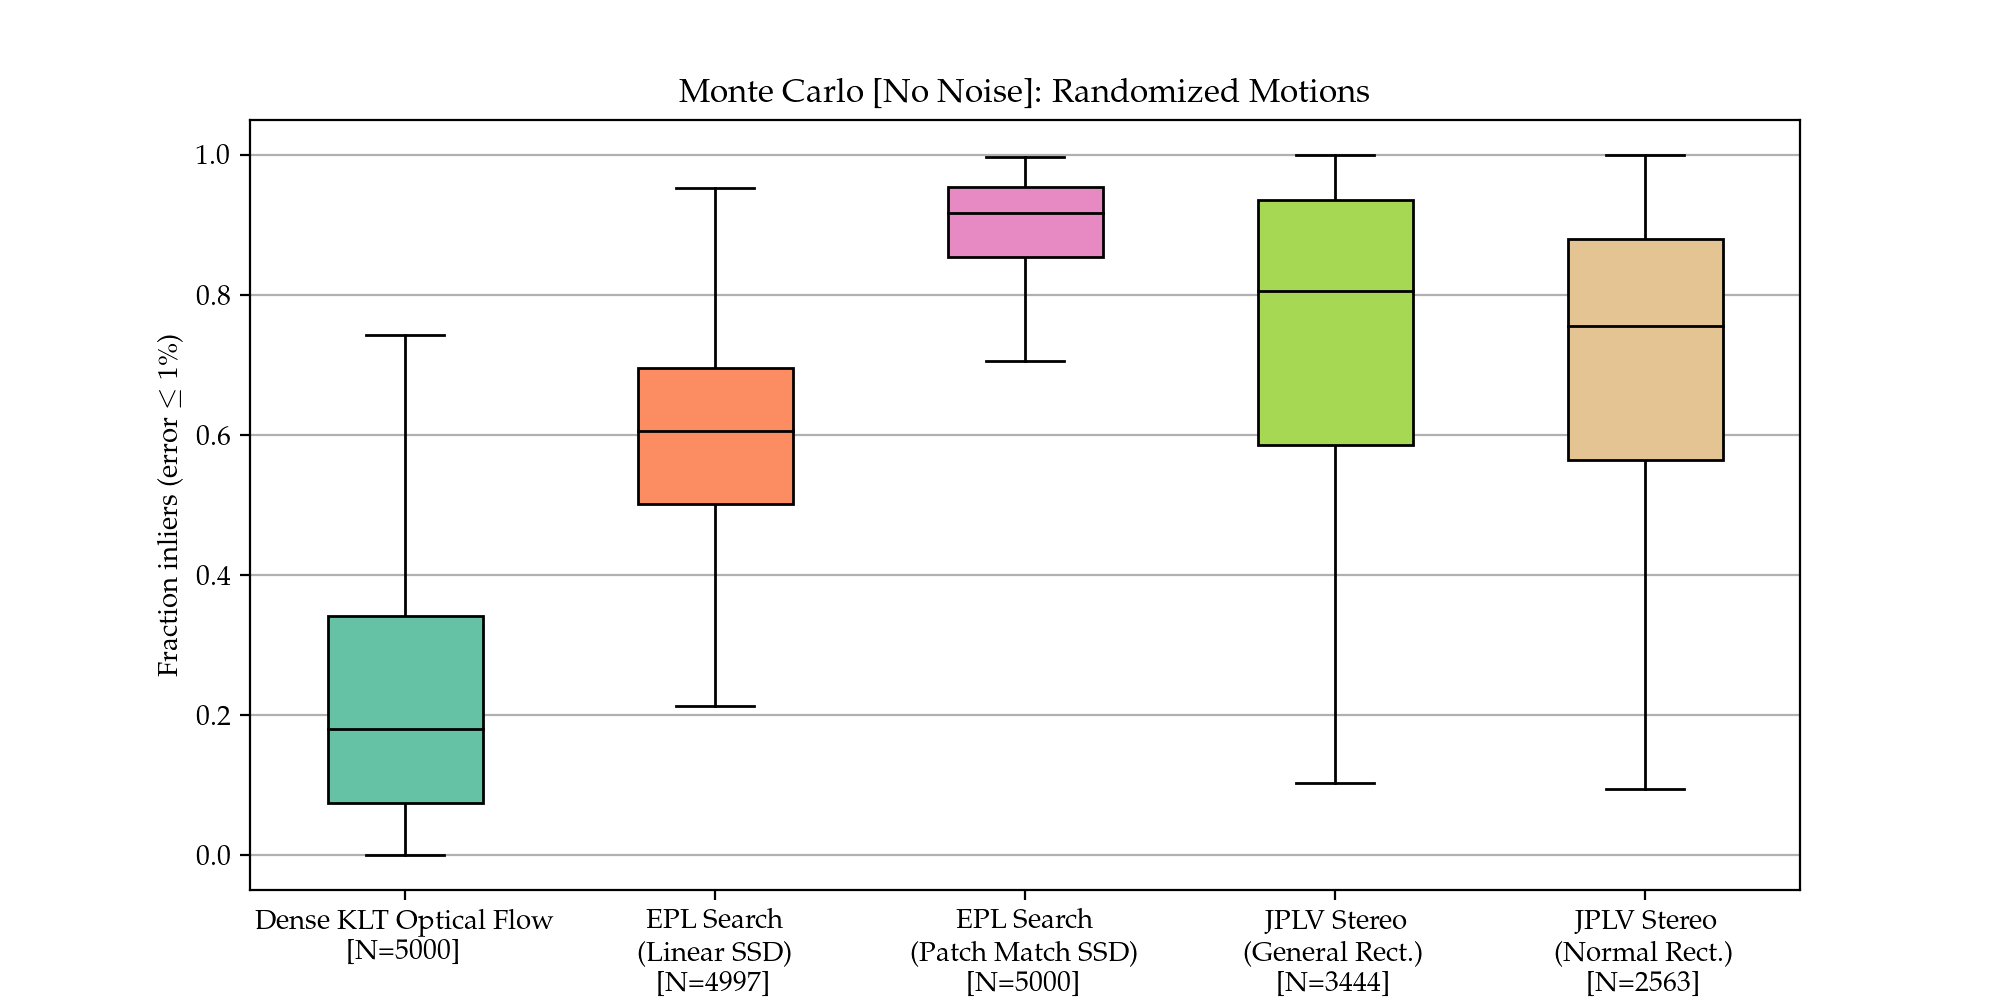 Monte Carlo [No Noise]: Randomized Motions
Fraction inliers (error ≤ 1%)
1.0
0.8
0.6
0.4
0.2
0.0
Dense KLT Optical Flow
[N=5000]
EPL Search
(Linear SSD)
[N=4997]
EPL Search
(Patch Match SSD)
[N=5000]
JPLV Stereo
(General Rect.)
[N=3444]
JPLV Stereo
(Normal Rect.)
[N=2563]